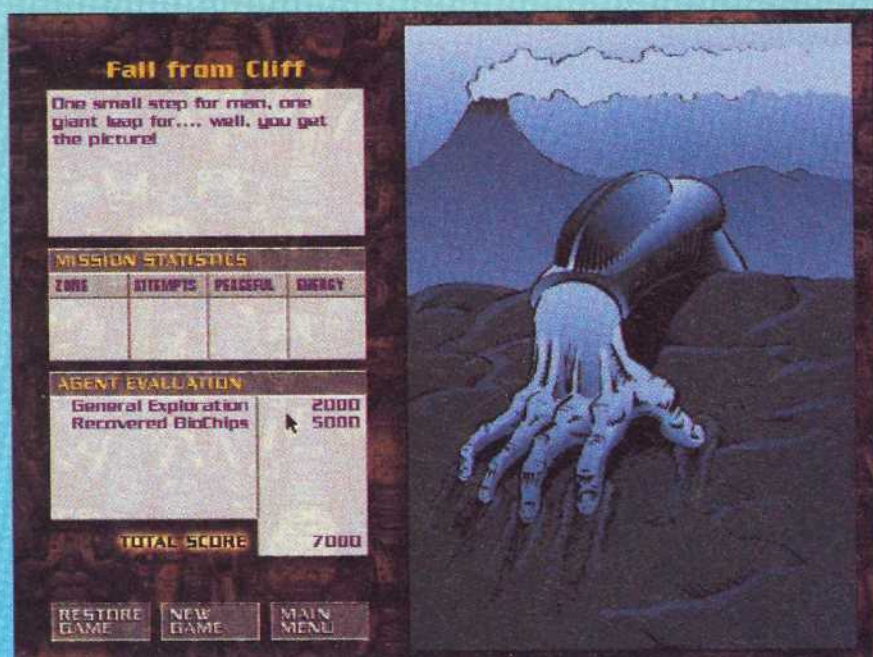 Fall from Cliff
One small step for man, one
giant leap for.... well, you get
the picture!
MISSION STATISTICS
ZONE ATTEMPTS PEACEFUL ENERGY
AGENT EVALUATION
General Exploration 2000
Recovered BioChips 5000
TOTAL SCORE 7000
RESTORE
GAME
NEW
GAME
MAIN
MENU